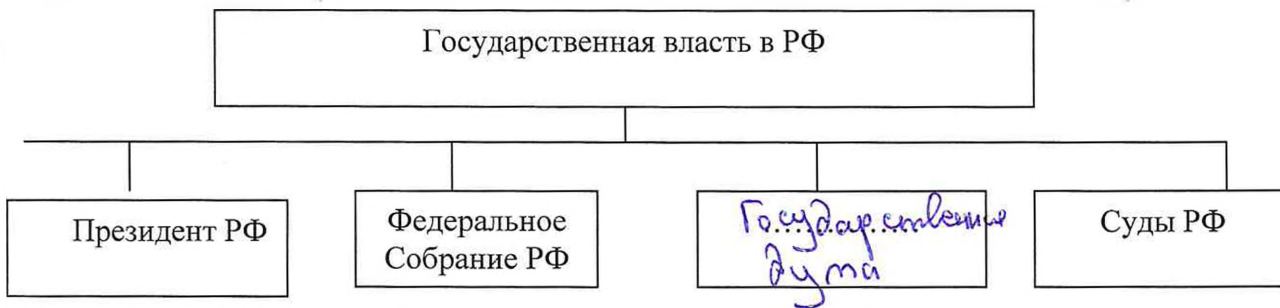 Государственная власть в РФ
Президент РФ
Федеральное
Собрание РФ
Государственная
дума
Суды РФ